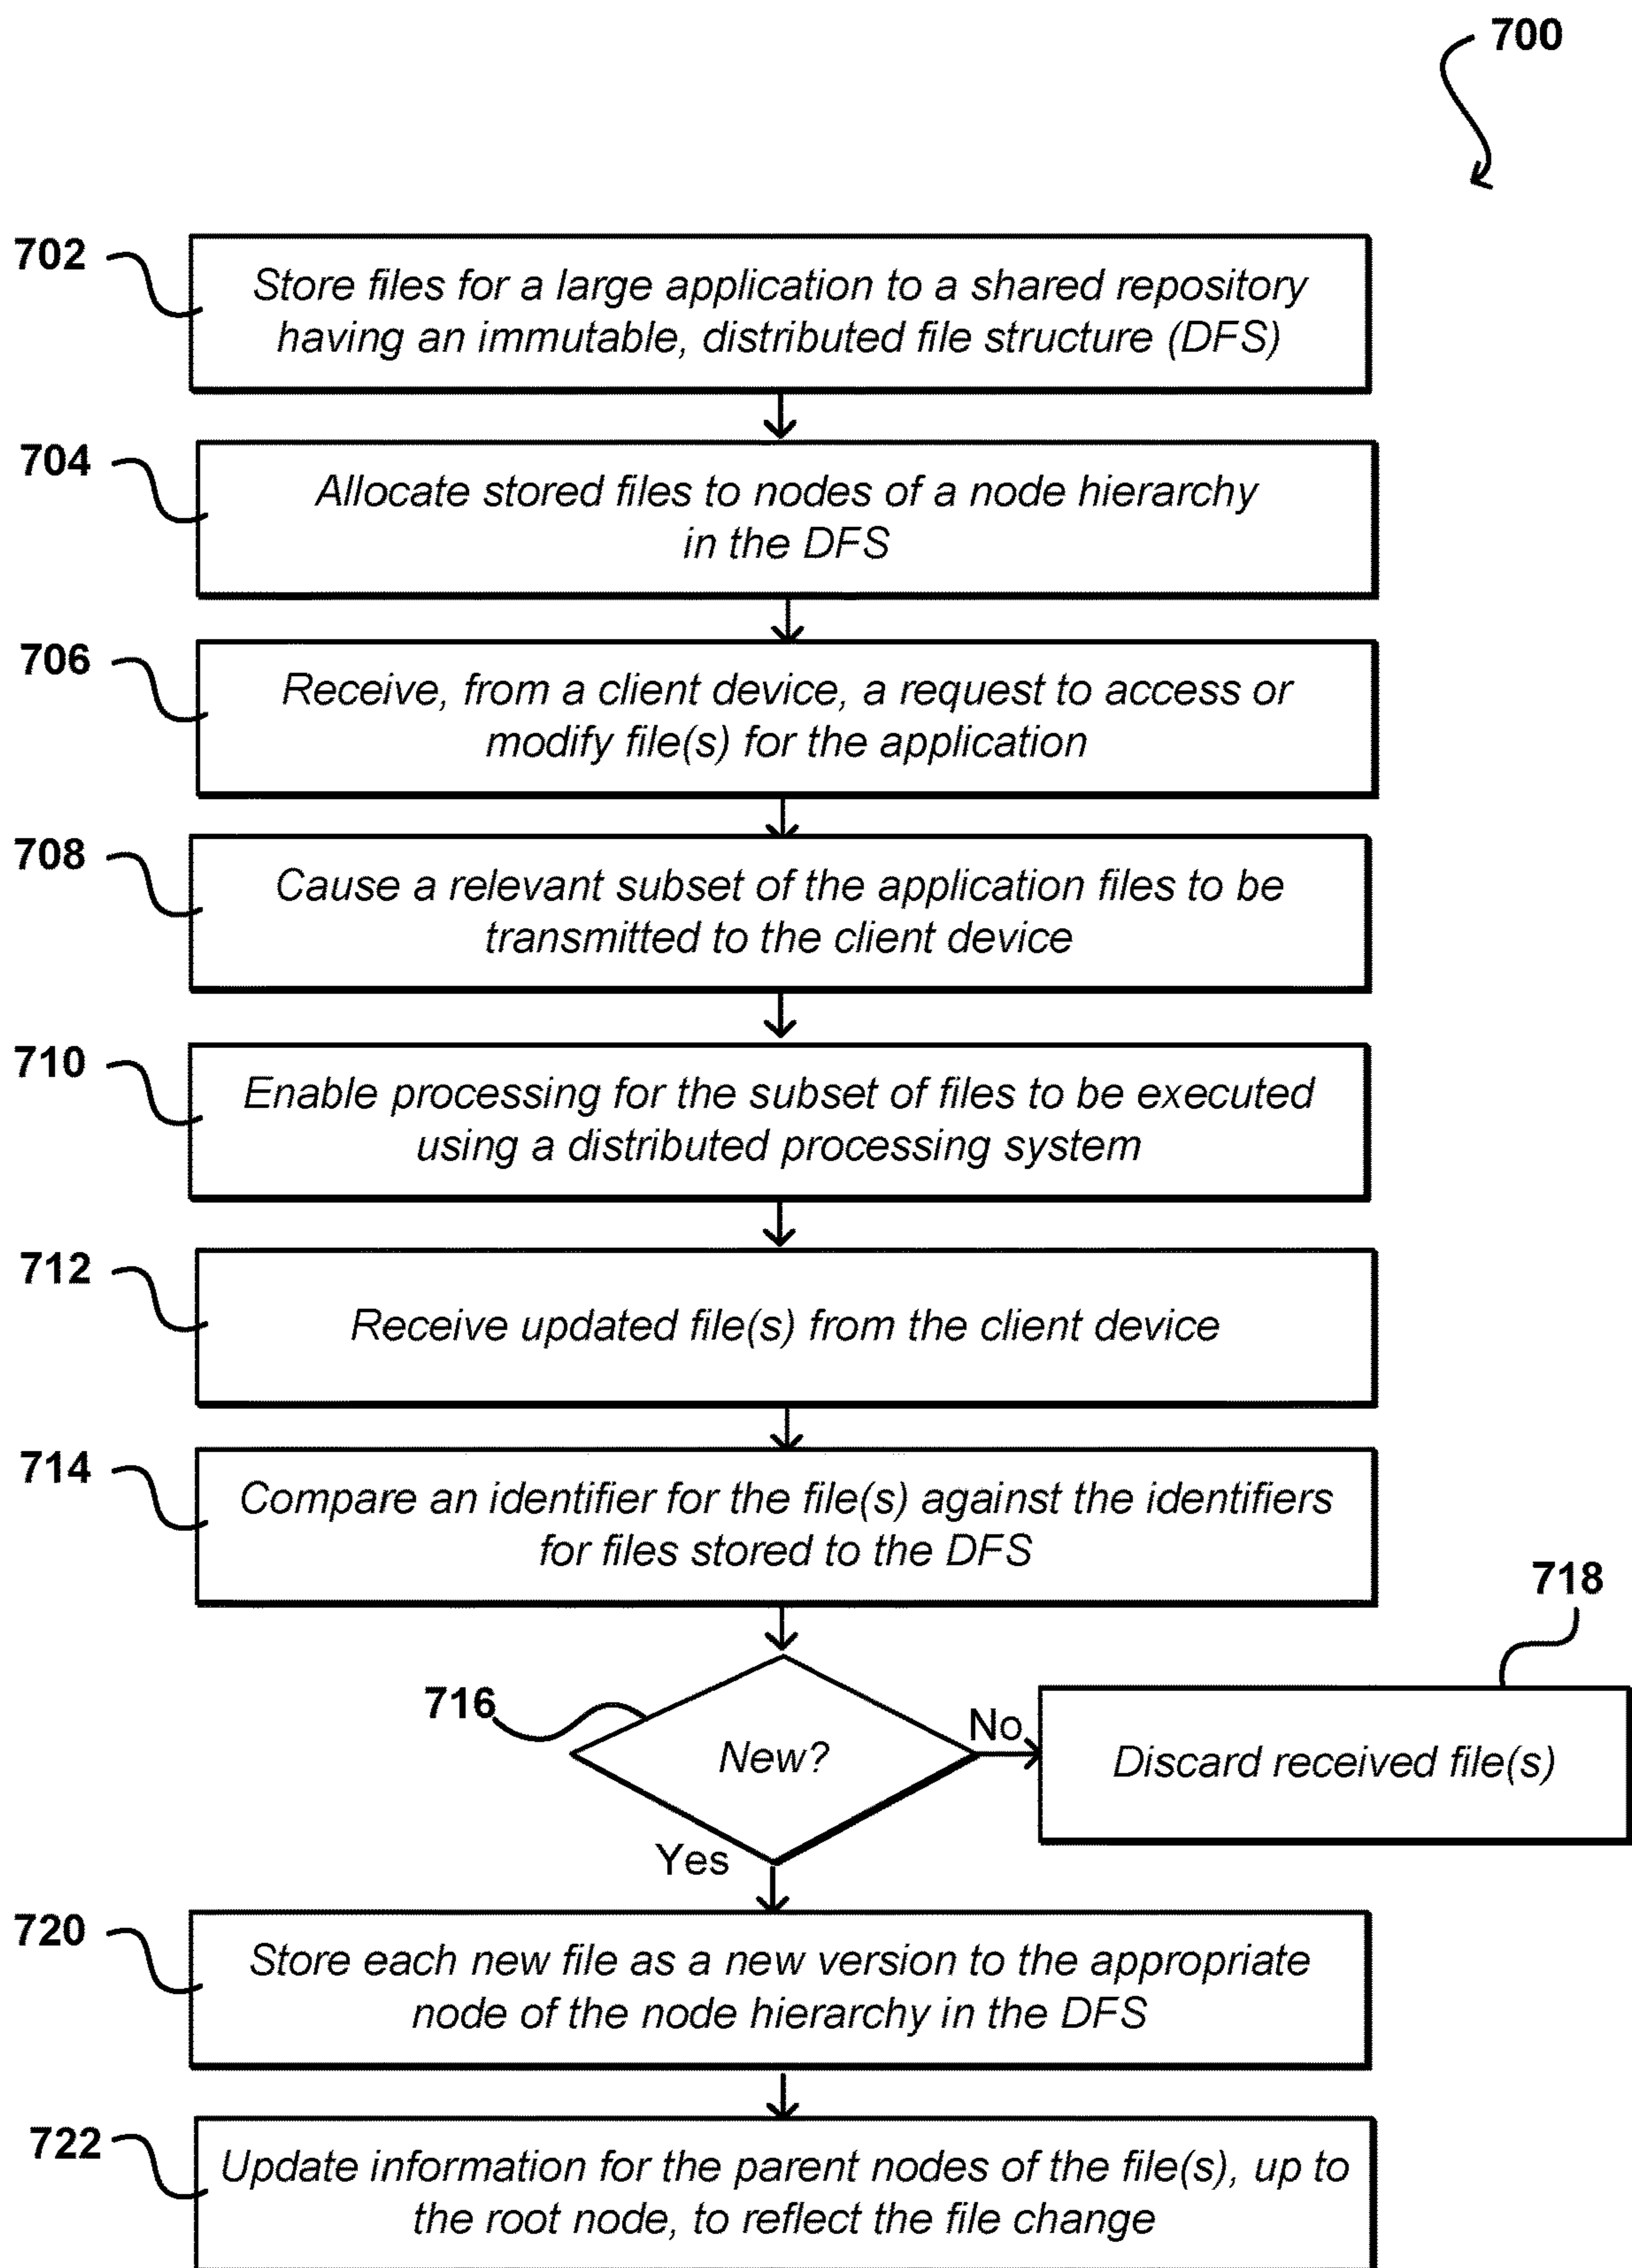 700
702
Store files for a large application to a shared repository
having an immutable, distributed file structure (DFS)
704
Allocate stored files to nodes of a node hierarchy
in the DFS
706
Receive, from a client device, a request to access or
modify file(s) for the application
708
Cause a relevant subset of the application files to be
transmitted to the client device
710
Enable processing for the subset of files to be executed
using a distributed processing system
712
Receive updated file(s) from the client device
714
Compare an identifier for the file(s) against the identifiers
for files stored to the DFS
716
New?
No
718
Discard received file(s)
Yes
720
Store each new file as a new version to the appropriate
node of the node hierarchy in the DFS
722
Update information for the parent nodes of the file(s), up to
the root node, to reflect the file change